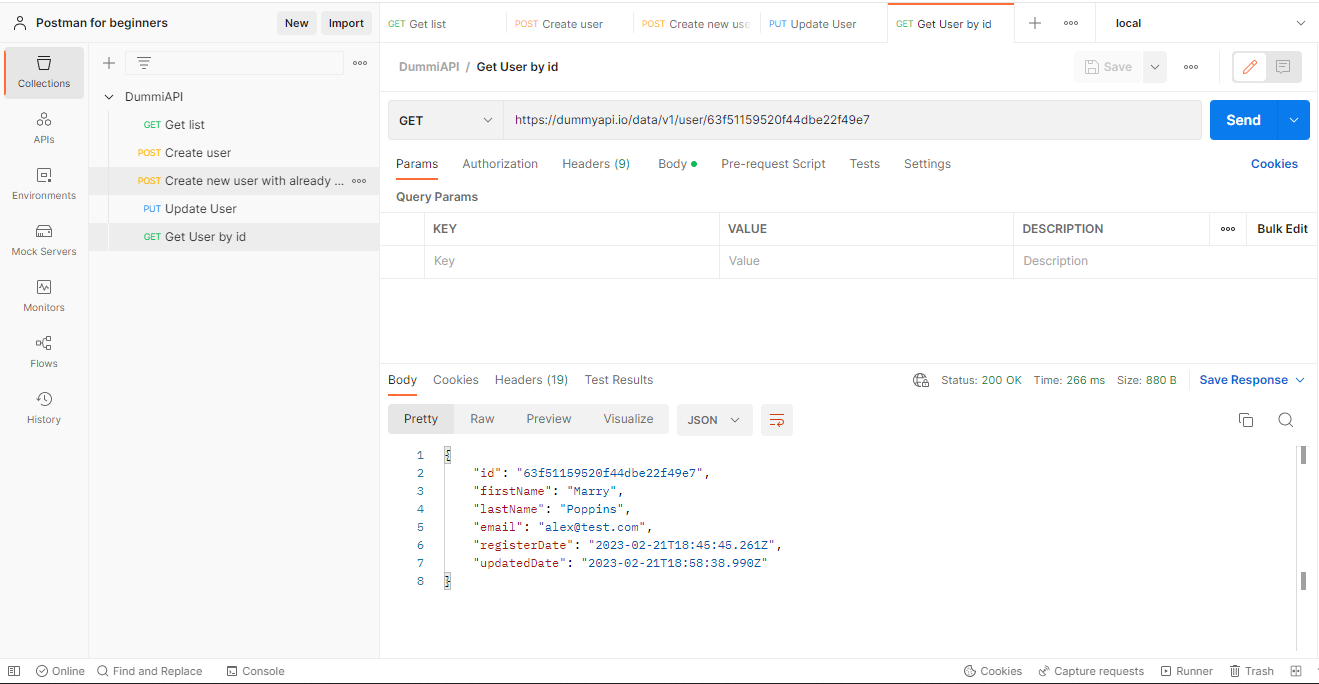 Postman for beginners
New
Import
GET Get list
POST Create user
POST Create new use
PUT Update User
GET Get User by id
local
Collections
APIs
Environments
Mock Servers
Monitors
Flows
History
DummiAPI
GET Get list
POST Create user
POST Create new user with already ...
PUT Update User
GET Get User by id
DummiAPI / Get User by id
Save
GET
https://dummyapi.io/data/v1/user/63f51159520f44dbe22f49e7
Send
Params Authorization Headers (9) Body Pre-request Script Tests Settings
Cookies
Query Params
KEY VALUE DESCRIPTION Bulk Edit
Key Value Description
Body Cookies Headers (19) Test Results
Status: 200 OK Time: 266 ms Size: 880 B
Save Response
Pretty Raw Preview Visualize JSON
1 {
2 "id": "63f51159520f44dbe22f49e7",
3 "firstName": "Marry",
4 "lastName": "Poppins",
5 "email": "alex@test.com",
6 "registerDate": "2023-02-21T18:45:45.261Z",
7 "updatedDate": "2023-02-21T18:58:38.990Z"
8 }
Online Find and Replace Console
Cookies Capture requests Runner Trash